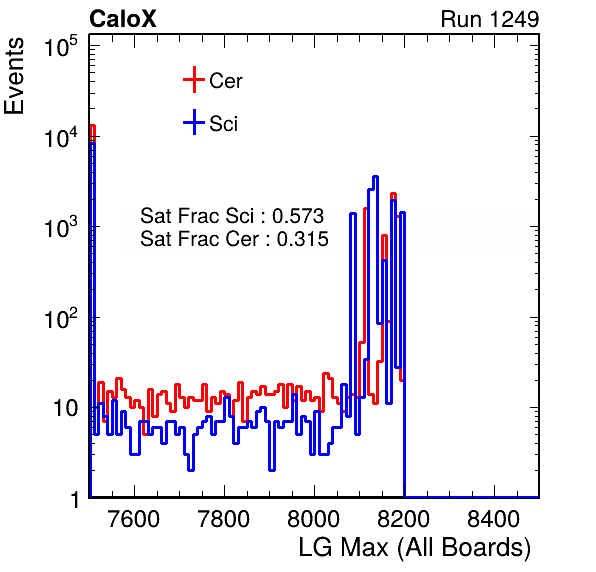 CaloX Run 1249
Events
10^5
10^4
10^3
10^2
10
1
Cer
Sci
Sat Frac Sci : 0.573
Sat Frac Cer : 0.315
7600 7800 8000 8200 8400
LG Max (All Boards)